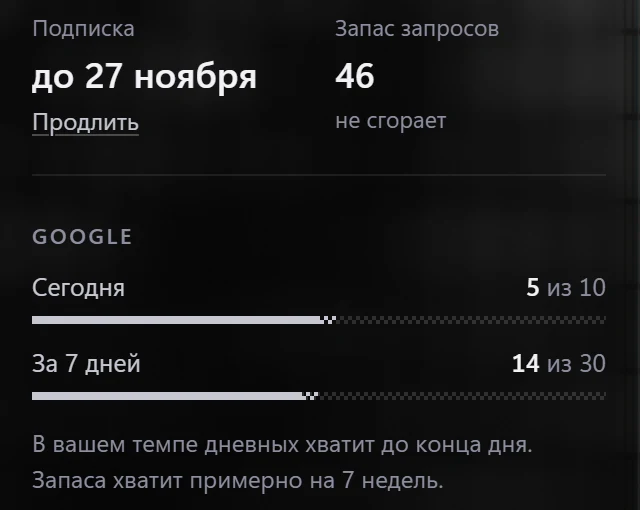 Подписка
Запас запросов
до 27 ноября
46
Продлить
не сгорает
GOOGLE
Сегодня
5 из 10
За 7 дней
14 из 30
В вашем темпе дневных хватит до конца дня.
Запаса хватит примерно на 7 недель.